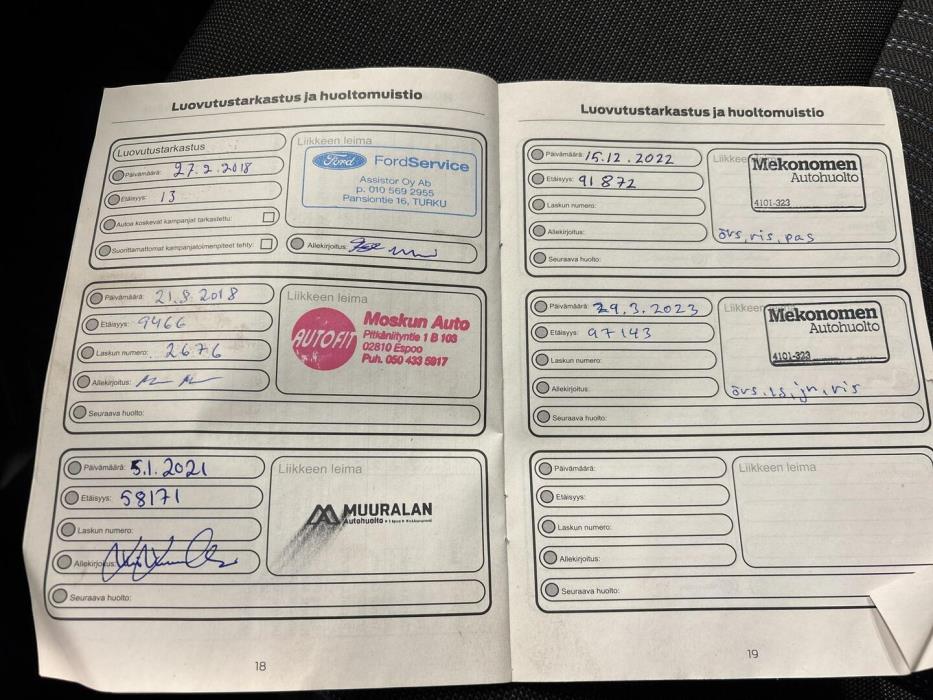 Luovutustarkastus ja huoltomuistio
Luovutustarkastus
Päivämäärä: 27.2.2018
Etäisyys: 13
Autoa koskevat kampanjat tarkastettu:
Suorittamattomat kampanjatoimenpiteet tehty:
Liikkeen leima
Ford FordService
Assistor Oy Ab
p. 010 569 2955
Pansiontie 16, TURKU
Allekirjoitus:
Päivämäärä: 21.8.2018
Etäisyys: 9466
Laskun numero: 2676
Allekirjoitus:
Seuraava huolto:
Liikkeen leima
AUTOFIT
Moskun Auto
Pitkäniityntie 1 B 103
02810 Espoo
Puh. 050 433 5817
Päivämäärä: 5.1.2021
Etäisyys: 58171
Laskun numero:
Allekirjoitus:
Seuraava huolto:
Liikkeen leima
MUURALAN
Autohuolto
18
Luovutustarkastus ja huoltomuistio
Päivämäärä: 15.12.2022
Etäisyys: 91872
Laskun numero:
Allekirjoitus:
Seuraava huolto:
Liikkee
Mekonomen
Autohuolto
4101-323
övs, ris, pas
Päivämäärä: 29.3.2023
Etäisyys: 97143
Laskun numero:
Allekirjoitus:
Seuraava huolto:
Liikkeen
Mekonomen
Autohuolto
4101-323
övs, ls, jn, ris
Päivämäärä:
Etäisyys:
Laskun numero:
Allekirjoitus:
Seuraava huolto:
Liikkeen leima
19